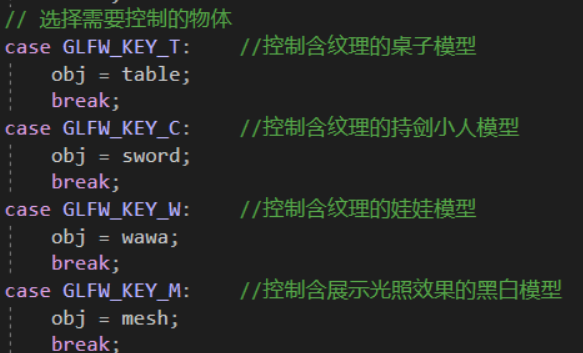 // 选择需要控制的物体
case GLFW_KEY_T:    //控制含纹理的桌子模型
    obj = table;
    break;
case GLFW_KEY_C:    //控制含纹理的持剑小人模型
    obj = sword;
    break;
case GLFW_KEY_W:    //控制含纹理的娃娃模型
    obj = wawa;
    break;
case GLFW_KEY_M:    //控制含展示光照效果的黑白模型
    obj = mesh;
    break;